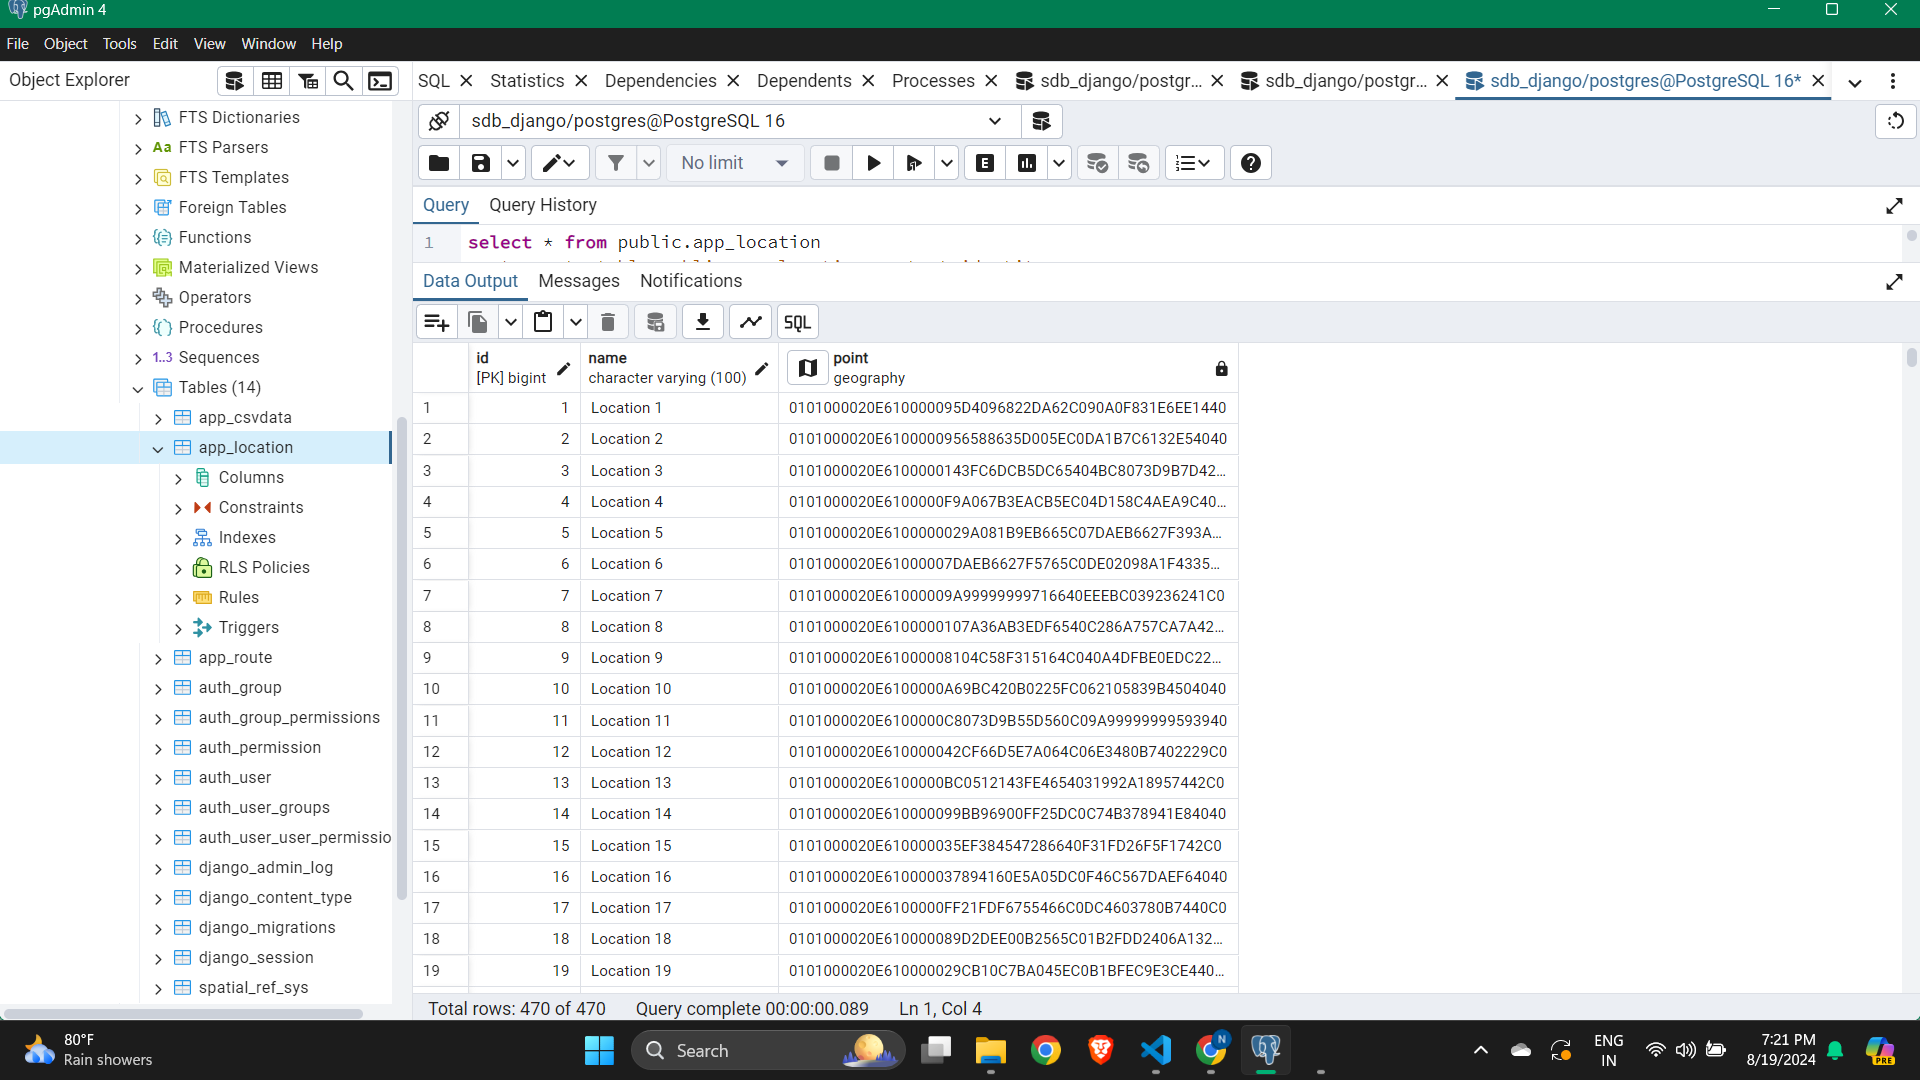 pgAdmin 4
File Object Tools Edit View Window Help
Object Explorer
SQL Statistics Dependencies Dependents Processes sdb_django/postgr... sdb_django/postgr... sdb_django/postgres@PostgreSQL 16*
FTS Dictionaries
Aa FTS Parsers
FTS Templates
Foreign Tables
Functions
Materialized Views
Operators
Procedures
1..3 Sequences
Tables (14)
app_csvdata
app_location
Columns
Constraints
Indexes
RLS Policies
Rules
Triggers
app_route
auth_group
auth_group_permissions
auth_permission
auth_user
auth_user_groups
auth_user_user_permissio
django_admin_log
django_content_type
django_migrations
django_session
spatial_ref_sys
sdb_django/postgres@PostgreSQL 16
No limit
E
Query Query History
1 select * from public.app_location
Data Output Messages Notifications
SQL
id name point
[PK] bigint character varying (100) geography
1 1 Location 1 0101000020E610000095D4096822DA62C090A0F831E6EE1440
2 2 Location 2 0101000020E6100000956588635D005EC0DA1B7C6132E54040
3 3 Location 3 0101000020E6100000143FC6DCB5DC65404BC8073D9B7D42...
4 4 Location 4 0101000020E6100000F9A067B3EACB5EC04D158C4AEA9C40...
5 5 Location 5 0101000020E6100000029A081B9EB665C07DAEB6627F393A...
6 6 Location 6 0101000020E61000007DAEB6627F5765C0DE02098A1F4335...
7 7 Location 7 0101000020E61000009A99999999716640EEEBC039236241C0
8 8 Location 8 0101000020E6100000107A36AB3EDF6540C286A757CA7A42...
9 9 Location 9 0101000020E61000008104C58F315164C040A4DFBE0EDC22...
10 10 Location 10 0101000020E6100000A69BC420B0225FC062105839B4504040
11 11 Location 11 0101000020E6100000C8073D9B55D560C09A99999999593940
12 12 Location 12 0101000020E610000042CF66D5E7A064C06E3480B7402229C0
13 13 Location 13 0101000020E6100000BC0512143FE4654031992A18957442C0
14 14 Location 14 0101000020E610000099BB96900FF25DC0C74B378941E84040
15 15 Location 15 0101000020E610000035EF384547286640F31FD26F5F1742C0
16 16 Location 16 0101000020E610000037894160E5A05DC0F46C567DAEF64040
17 17 Location 17 0101000020E6100000FF21FDF6755466C0DC4603780B7440C0
18 18 Location 18 0101000020E610000089D2DEE00B2565C01B2FDD2406A132...
19 19 Location 19 0101000020E610000029CB10C7BA045EC0B1BFEC9E3CE440...
Total rows: 470 of 470 Query complete 00:00:00.089 Ln 1, Col 4
80°F
Rain showers
Search
N
ENG
IN
7:21 PM
8/19/2024
PRE